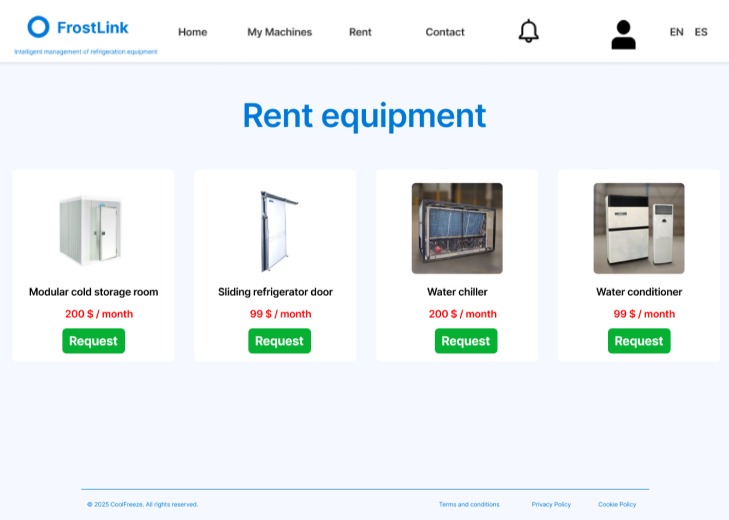 FrostLink
Intelligent management of refrigeration equipment
Home
My Machines
Rent
Contact
EN ES
Rent equipment
Modular cold storage room
200 $ / month
Request
Sliding refrigerator door
99 $ / month
Request
Water chiller
200 $ / month
Request
Water conditioner
99 $ / month
Request
© 2025 CoolFreeze. All rights reserved.
Terms and conditions
Privacy Policy
Cookie Policy